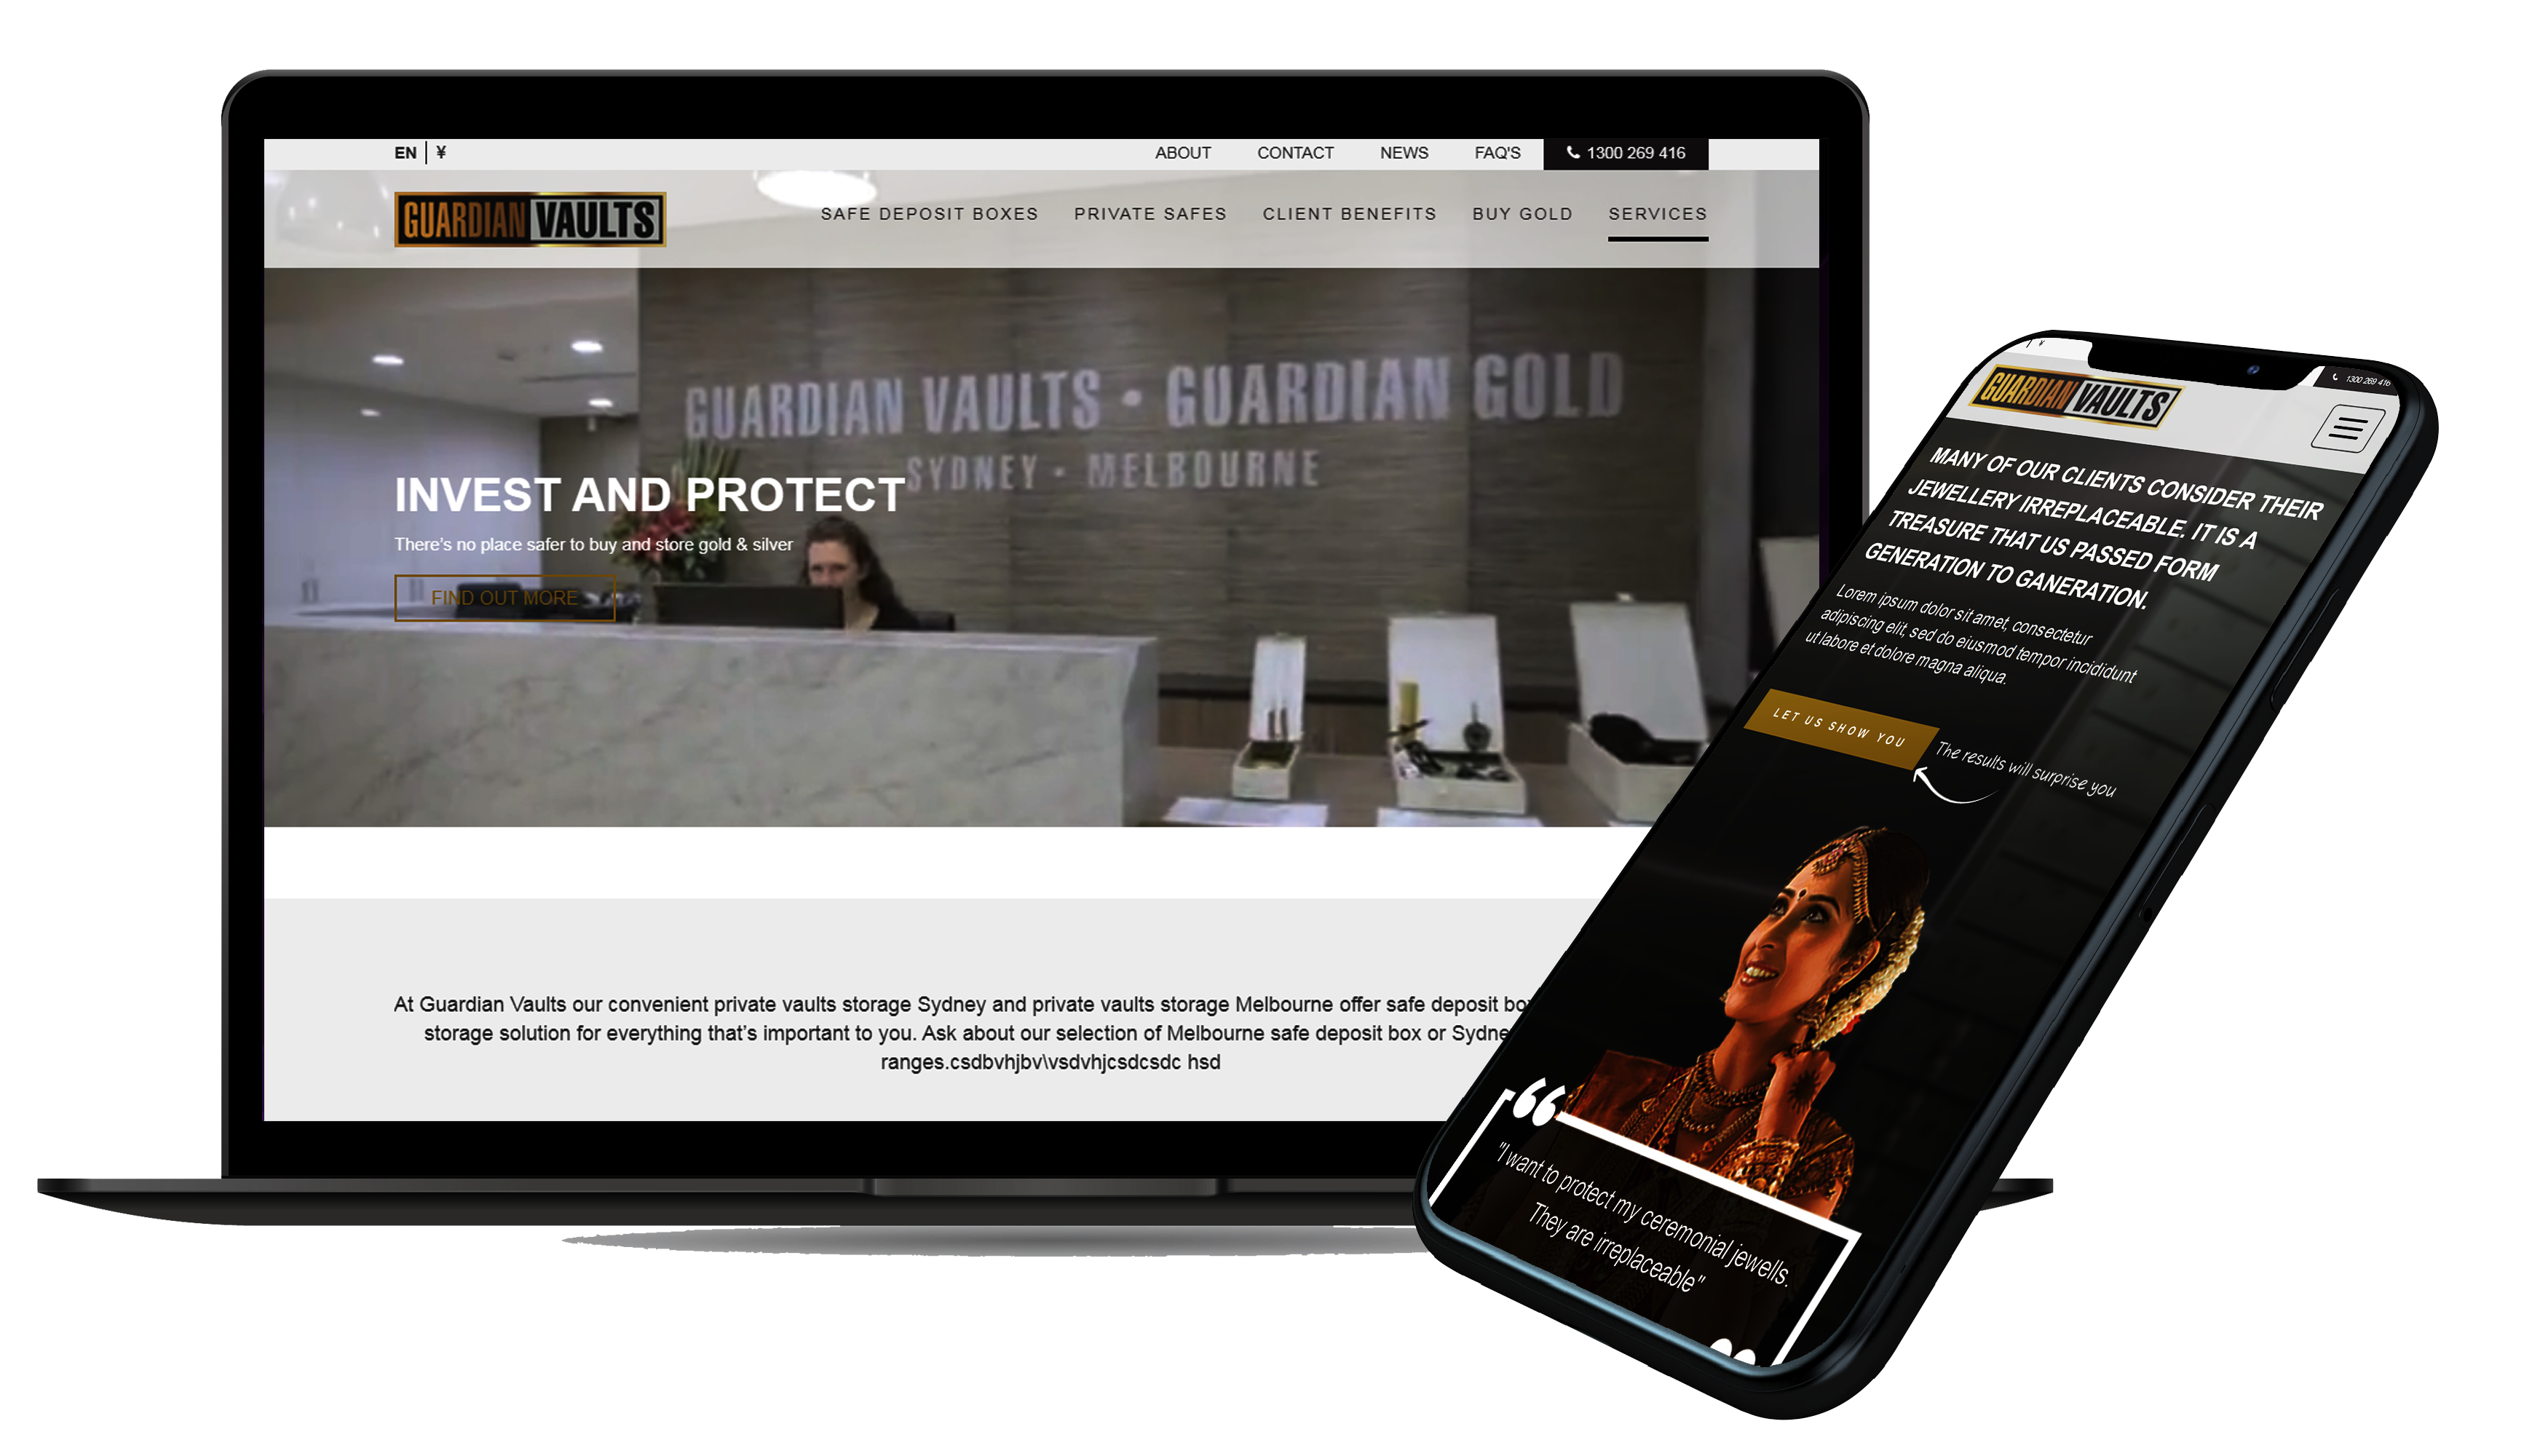 EN | ¥
ABOUT CONTACT NEWS FAQ'S 1300 269 416
GUARDIAN VAULTS
SAFE DEPOSIT BOXES PRIVATE SAFES CLIENT BENEFITS BUY GOLD SERVICES
GUARDIAN VAULTS • GUARDIAN GOLD
SYDNEY • MELBOURNE
INVEST AND PROTECT
There's no place safer to buy and store gold & silver
FIND OUT MORE
At Guardian Vaults our convenient private vaults storage Sydney and private vaults storage Melbourne offer safe deposit
storage solution for everything that's important to you. Ask about our selection of Melbourne safe deposit box or
ranges.csdbvhjbv\vsdvhjcsdcsdc hsd
| ¥
1300 269 416
GUARDIAN VAULTS
MANY OF OUR CLIENTS CONSIDER THEIR
JEWELLERY IRREPLACEABLE. IT IS A
TREASURE THAT US PASSED FORM
GENERATION TO GANERATION.
Lorem ipsum dolor sit amet, consectetur
adipiscing elit, sed do eiusmod tempor incididunt
ut labore et dolore magna aliqua.
LET US SHOW YOU
The results will surprise you
“
"I want to protect my ceremonial jewells.
They are irreplaceable"
”